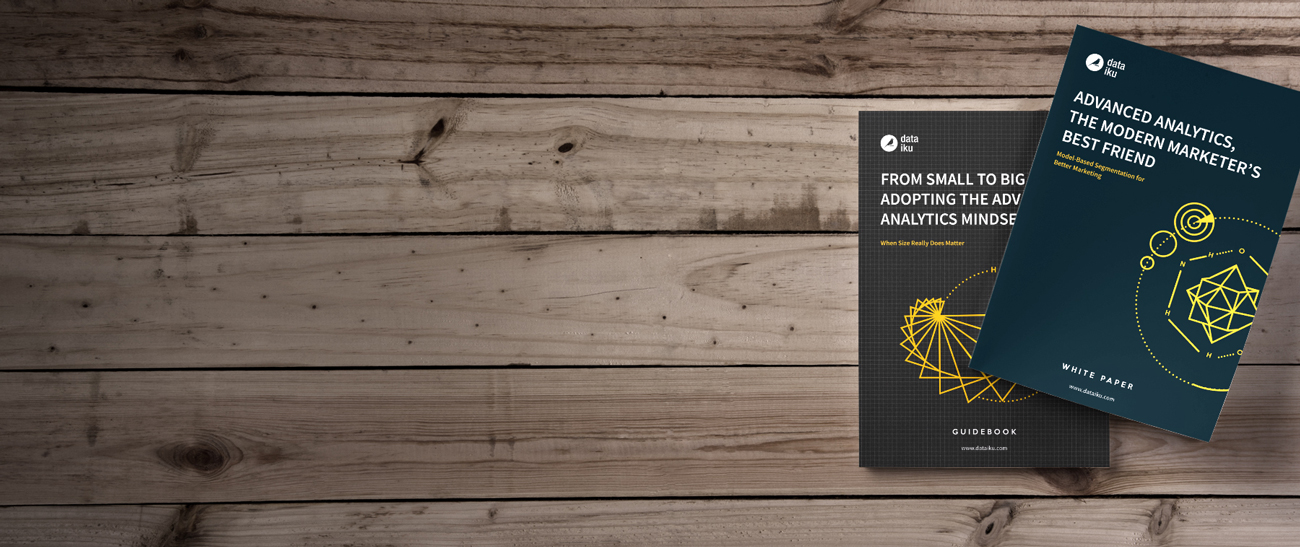 data
iku
FROM SMALL TO BIG
ADOPTING THE ADV
ANALYTICS MINDSE
When Size Really Does Matter
H
GUIDEBOOK
www.dataiku.com
data
iku
ADVANCED ANALYTICS,
THE MODERN MARKETER'S
BEST FRIEND
Model-Based Segmentation for
Better Marketing
N H O
H
H O
WHITE PAPER
www.dataiku.com